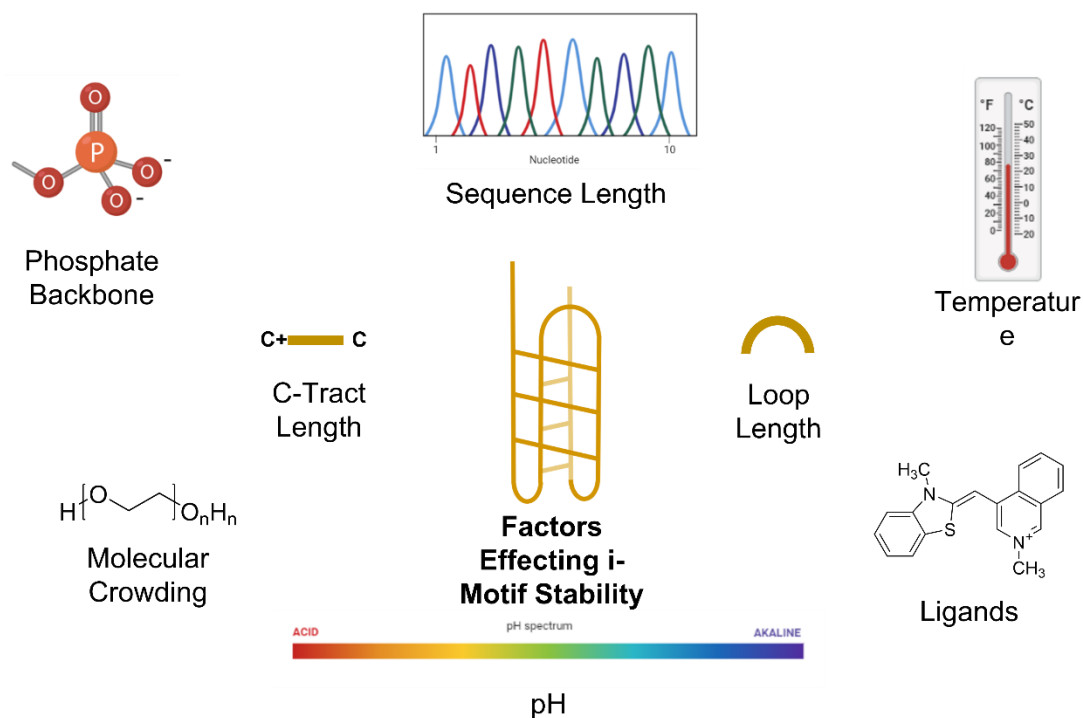 1
10
Nucleotide
Sequence Length
O
P
O
O
O
-
-
Phosphate
Backbone
°F
°C
120
100
80
60
40
20
0
50
40
30
20
10
0
10
20
Temperatur
e
C+
C
C-Tract
Length
Loop
Length
H
O
OnHn
Molecular
Crowding
Factors
Effecting i-
Motif Stability
H3C
N
S
N+
CH3
Ligands
ACID
pH spectrum
AKALINE
pH